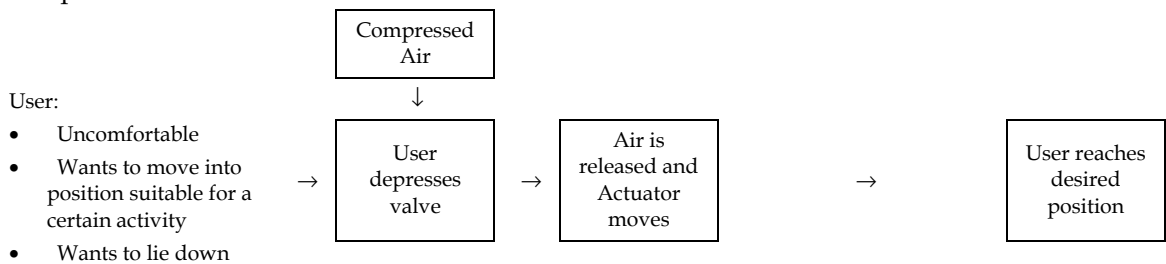 Compressed
Air
↓
User:
• Uncomfortable
• Wants to move into
position suitable for a
certain activity
• Wants to lie down
→
User
depresses
valve
→
Air is
released and
Actuator
moves
→
User reaches
desired
position